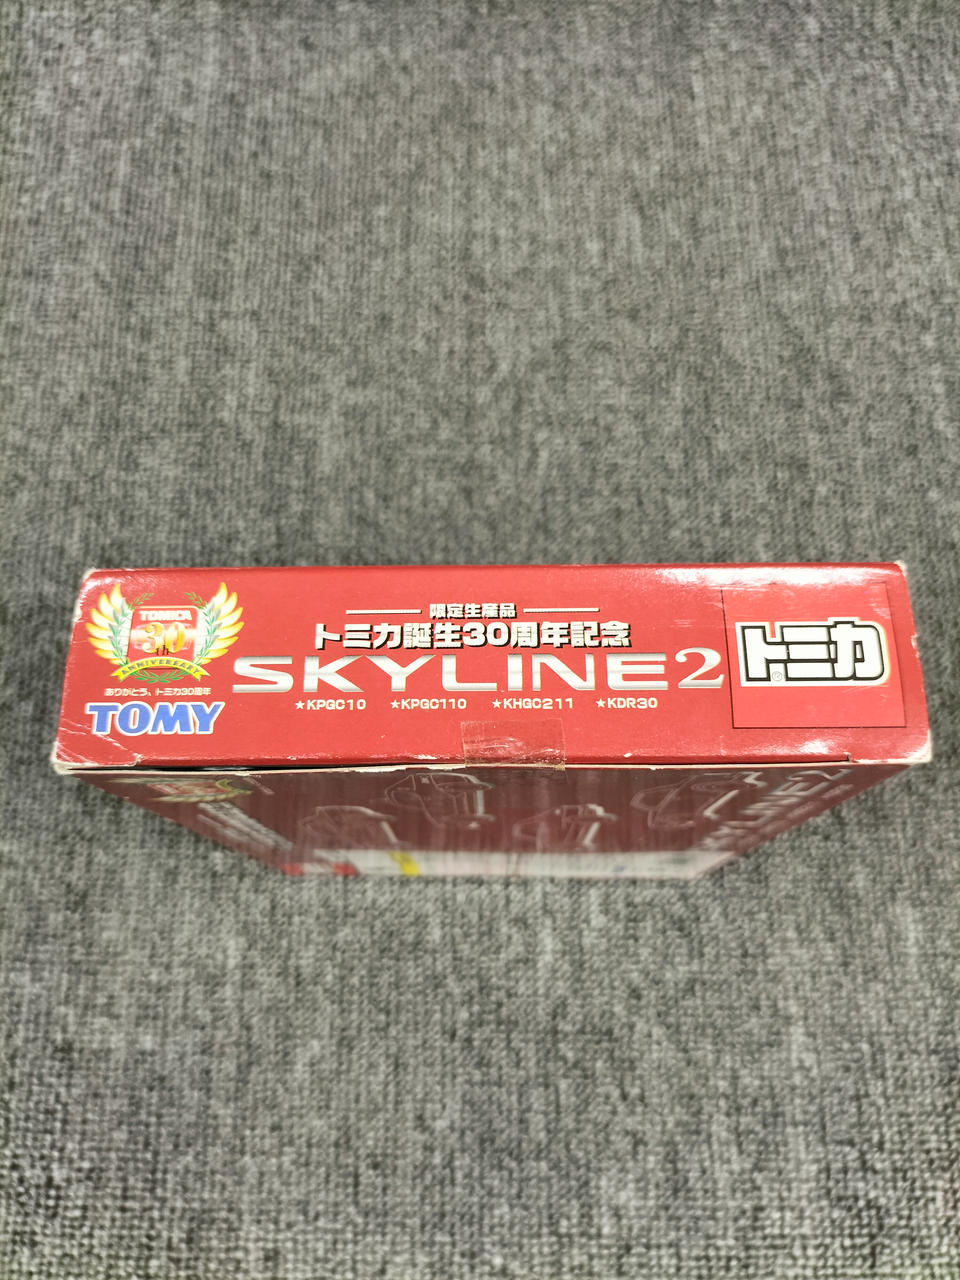 TOMICA
30
th
ANNIVERSARY
ありがとう、トミカ30周年
TOMY
限定生産品
トミカ誕生30周年記念
SKYLINE2
★KPGC10 ★KPGC110 ★KHGC211 ★KDR30
トミカ
®